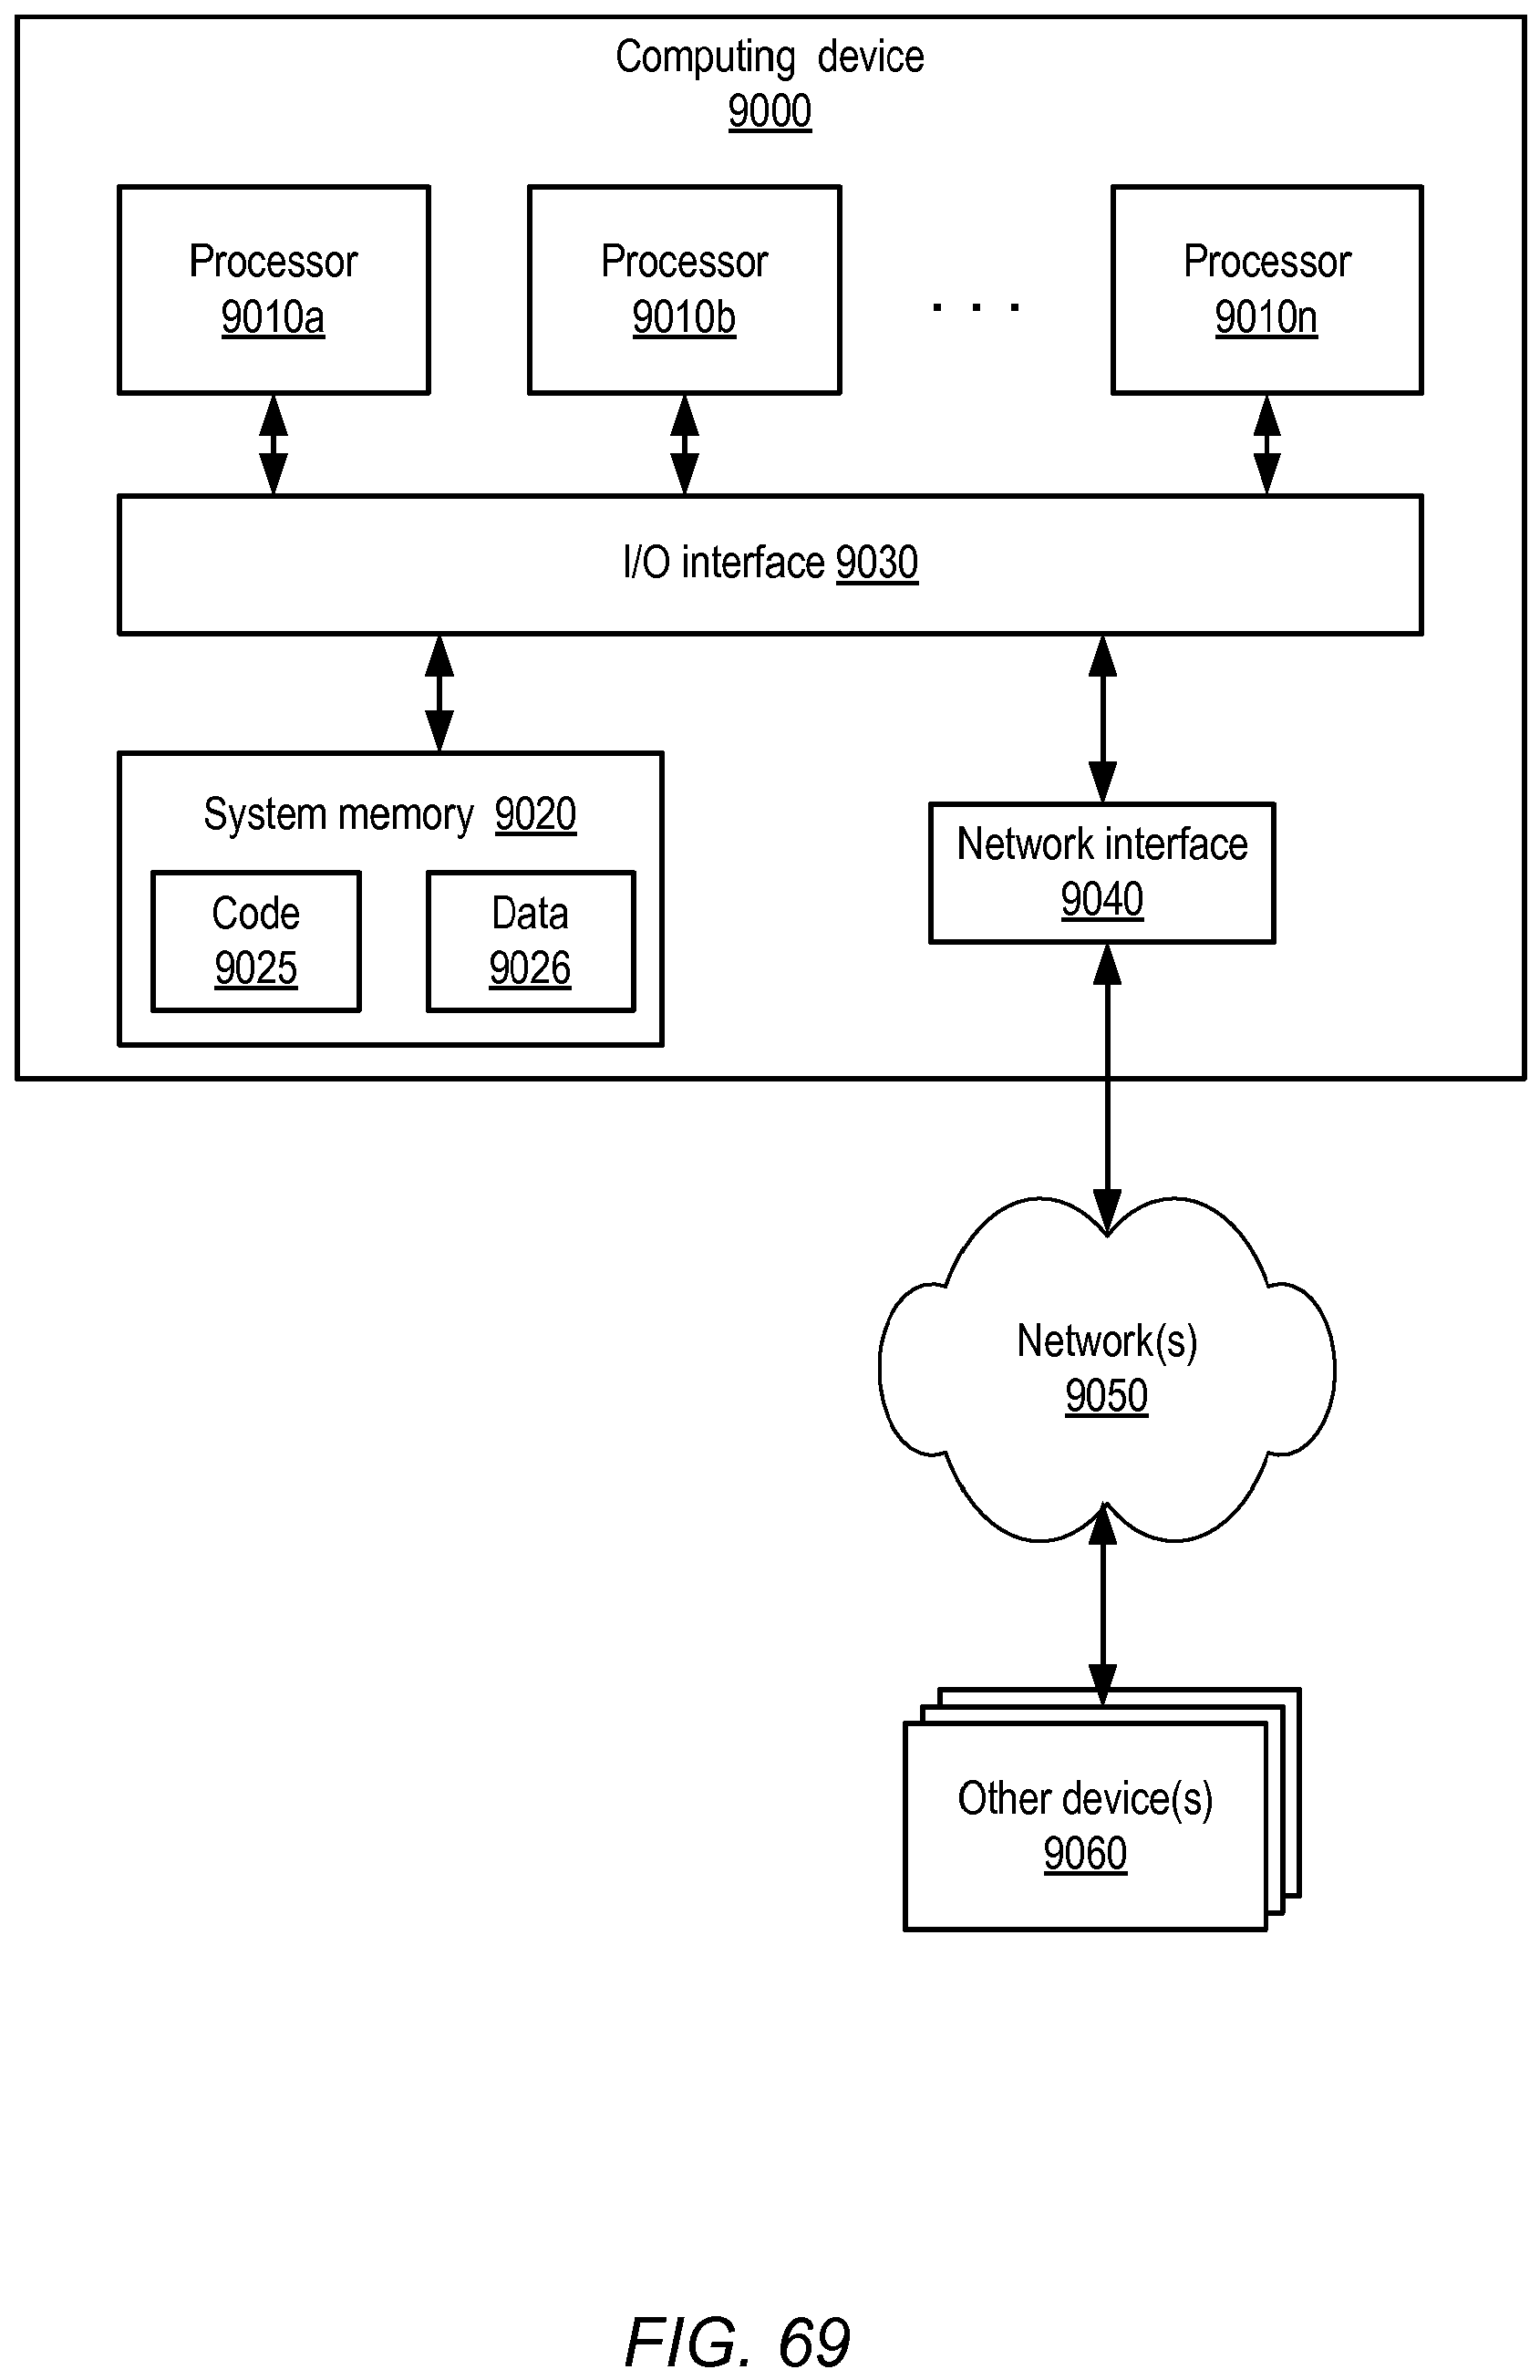 Computing device
9000
Processor
9010a
Processor
9010b
. . .
Processor
9010n
I/O interface 9030
System memory 9020
Code
9025
Data
9026
Network interface
9040
Network(s)
9050
Other device(s)
9060
FIG. 69